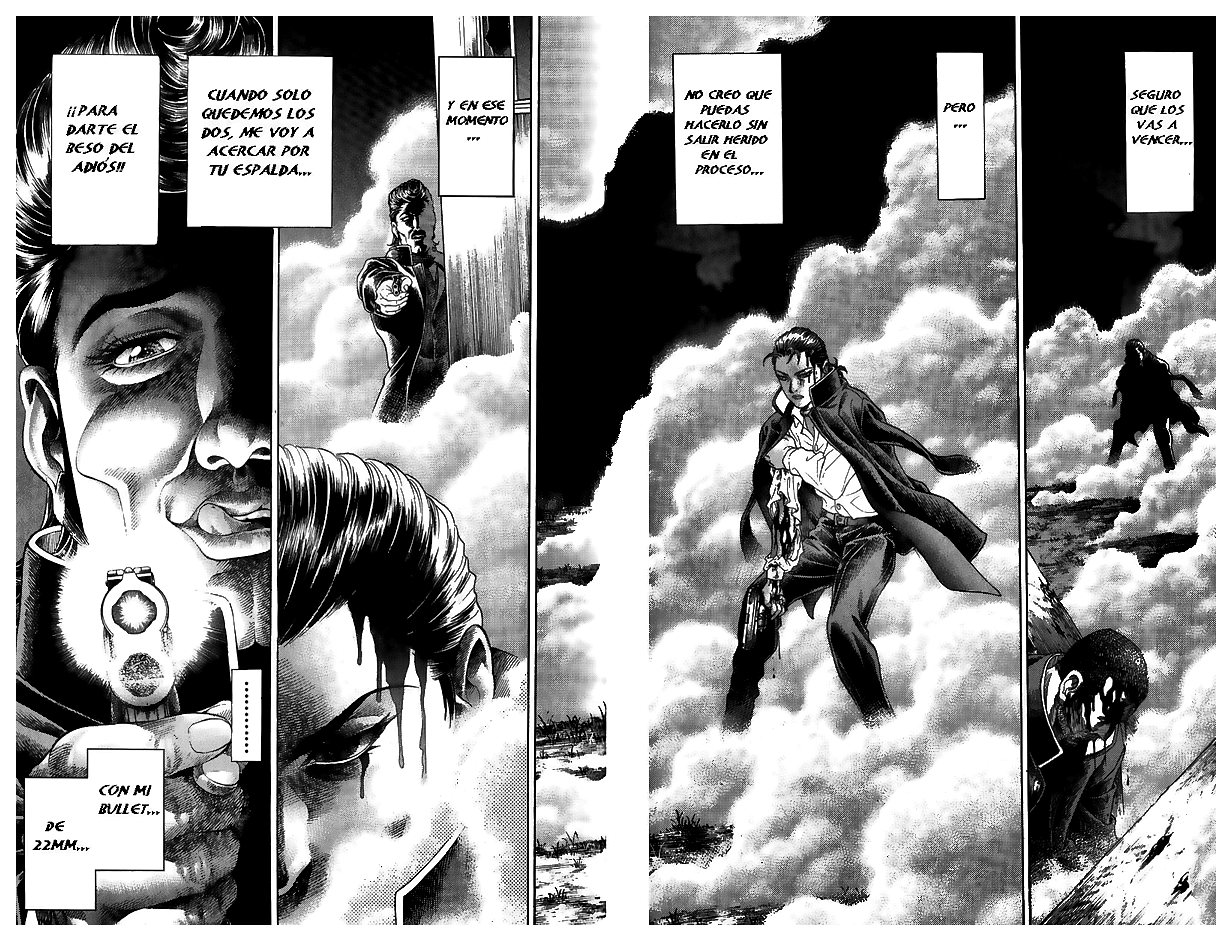 SEGURO
QUE LOS
VAS A
VENCER...
PERO
...
NO CREO QUE
PUEDAS
HACERLO SIN
SALIR HERIDO
EN EL
PROCESO...
Y EN ESE
MOMENTO
...
CUANDO SOLO
QUEDEMOS LOS
DOS, ME VOY A
ACERCAR POR
TU ESPALDA...
¡¡PARA
DARTE EL
BESO DEL
ADIÓS!!
.........
CON MI
BULLET...
DE
22MM...